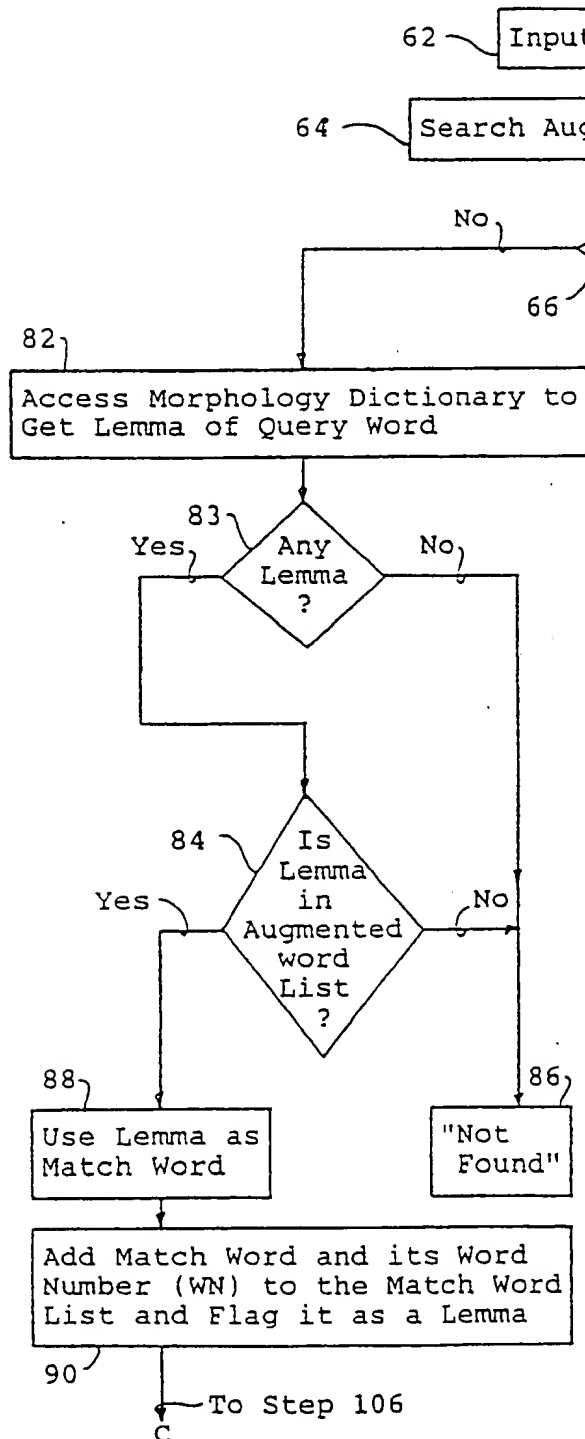 62 Input
64 Search Aug
No
66
82
Access Morphology Dictionary to
Get Lemma of Query Word
83
Yes
Any
Lemma
?
No
84
Is
Lemma
in
Augmented
word
List
?
Yes
No
88
Use Lemma as
Match Word
86
"Not
Found"
Add Match Word and its Word
Number (WN) to the Match Word
List and Flag it as a Lemma
90
To Step 106
C